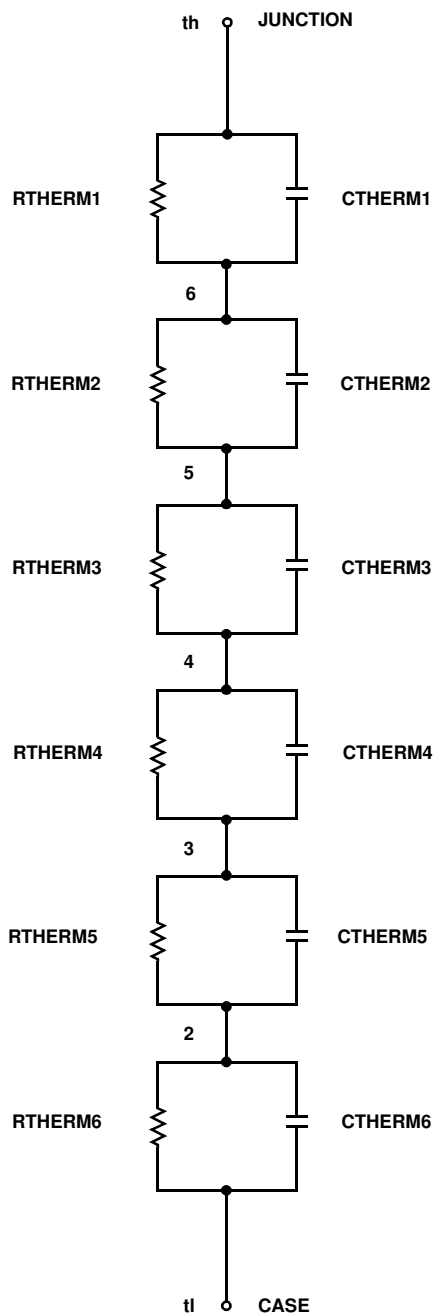 th JUNCTION
RTHERM1 CTHERM1
6
RTHERM2 CTHERM2
5
RTHERM3 CTHERM3
4
RTHERM4 CTHERM4
3
RTHERM5 CTHERM5
2
RTHERM6 CTHERM6
tl CASE